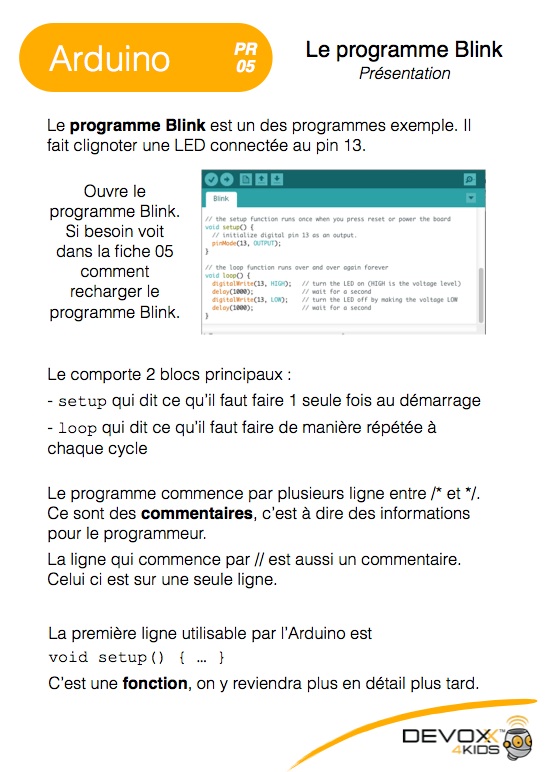 Arduino
PR
05
Le programme Blink
Présentation
Le programme Blink est un des programmes exemple. Il
fait clignoter une LED connectée au pin 13.
Ouvre le
programme Blink.
Si besoin voit
dans la fiche 05
comment
recharger le
programme Blink.
Blink
// the setup function runs once when you press reset or power the board
void setup() {
// initialize digital pin 13 as an output.
pinMode(13, OUTPUT);
}
// the loop function runs over and over again forever
void loop() {
digitalWrite(13, HIGH); // turn the LED on (HIGH is the voltage level)
delay(1000); // wait for a second
digitalWrite(13, LOW); // turn the LED off by making the voltage LOW
delay(1000); // wait for a second
}
Le comporte 2 blocs principaux :
- setup qui dit ce qu'il faut faire 1 seule fois au démarrage
- loop qui dit ce qu'il faut faire de manière répétée à
chaque cycle
Le programme commence par plusieurs ligne entre /* et */.
Ce sont des commentaires, c'est à dire des informations
pour le programmeur.
La ligne qui commence par // est aussi un commentaire.
Celui ci est sur une seule ligne.
La première ligne utilisable par l'Arduino est
void setup() { … }
C'est une fonction, on y reviendra plus en détail plus tard.
DEVOXX™
4KIDS